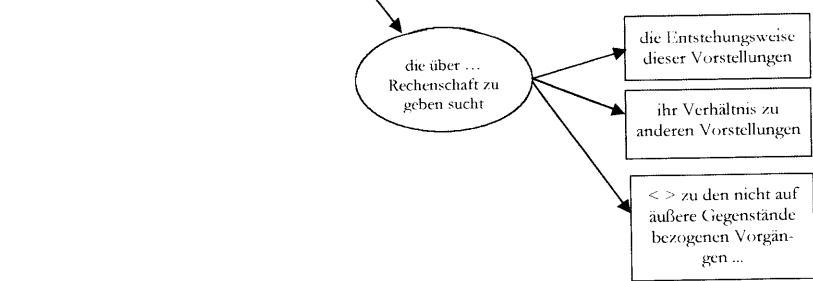 die über ...
Rechenschaft zu
geben sucht
die Entstehungsweise
dieser Vorstellungen
ihr Verhältnis zu
anderen Vorstellungen
< > zu den nicht auf
äußere Gegenstände
bezogenen Vorgän-
gen ...